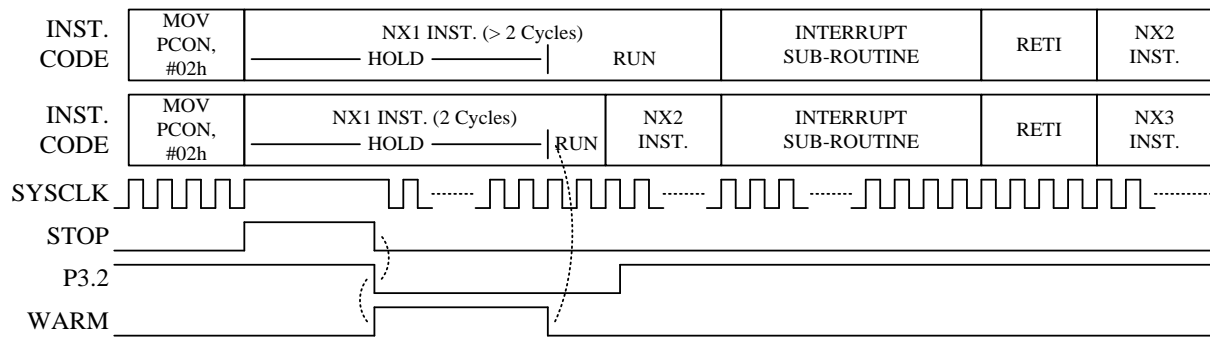 INST.
CODE
MOV
PCON,
#02h
NX1 INST. (> 2 Cycles)
HOLD
RUN
INTERRUPT
SUB-ROUTINE
RETI
NX2
INST.
INST.
CODE
MOV
PCON,
#02h
NX1 INST. (2 Cycles)
HOLD
RUN
NX2
INST.
INTERRUPT
SUB-ROUTINE
RETI
NX3
INST.
SYSCLK
STOP
P3.2
WARM